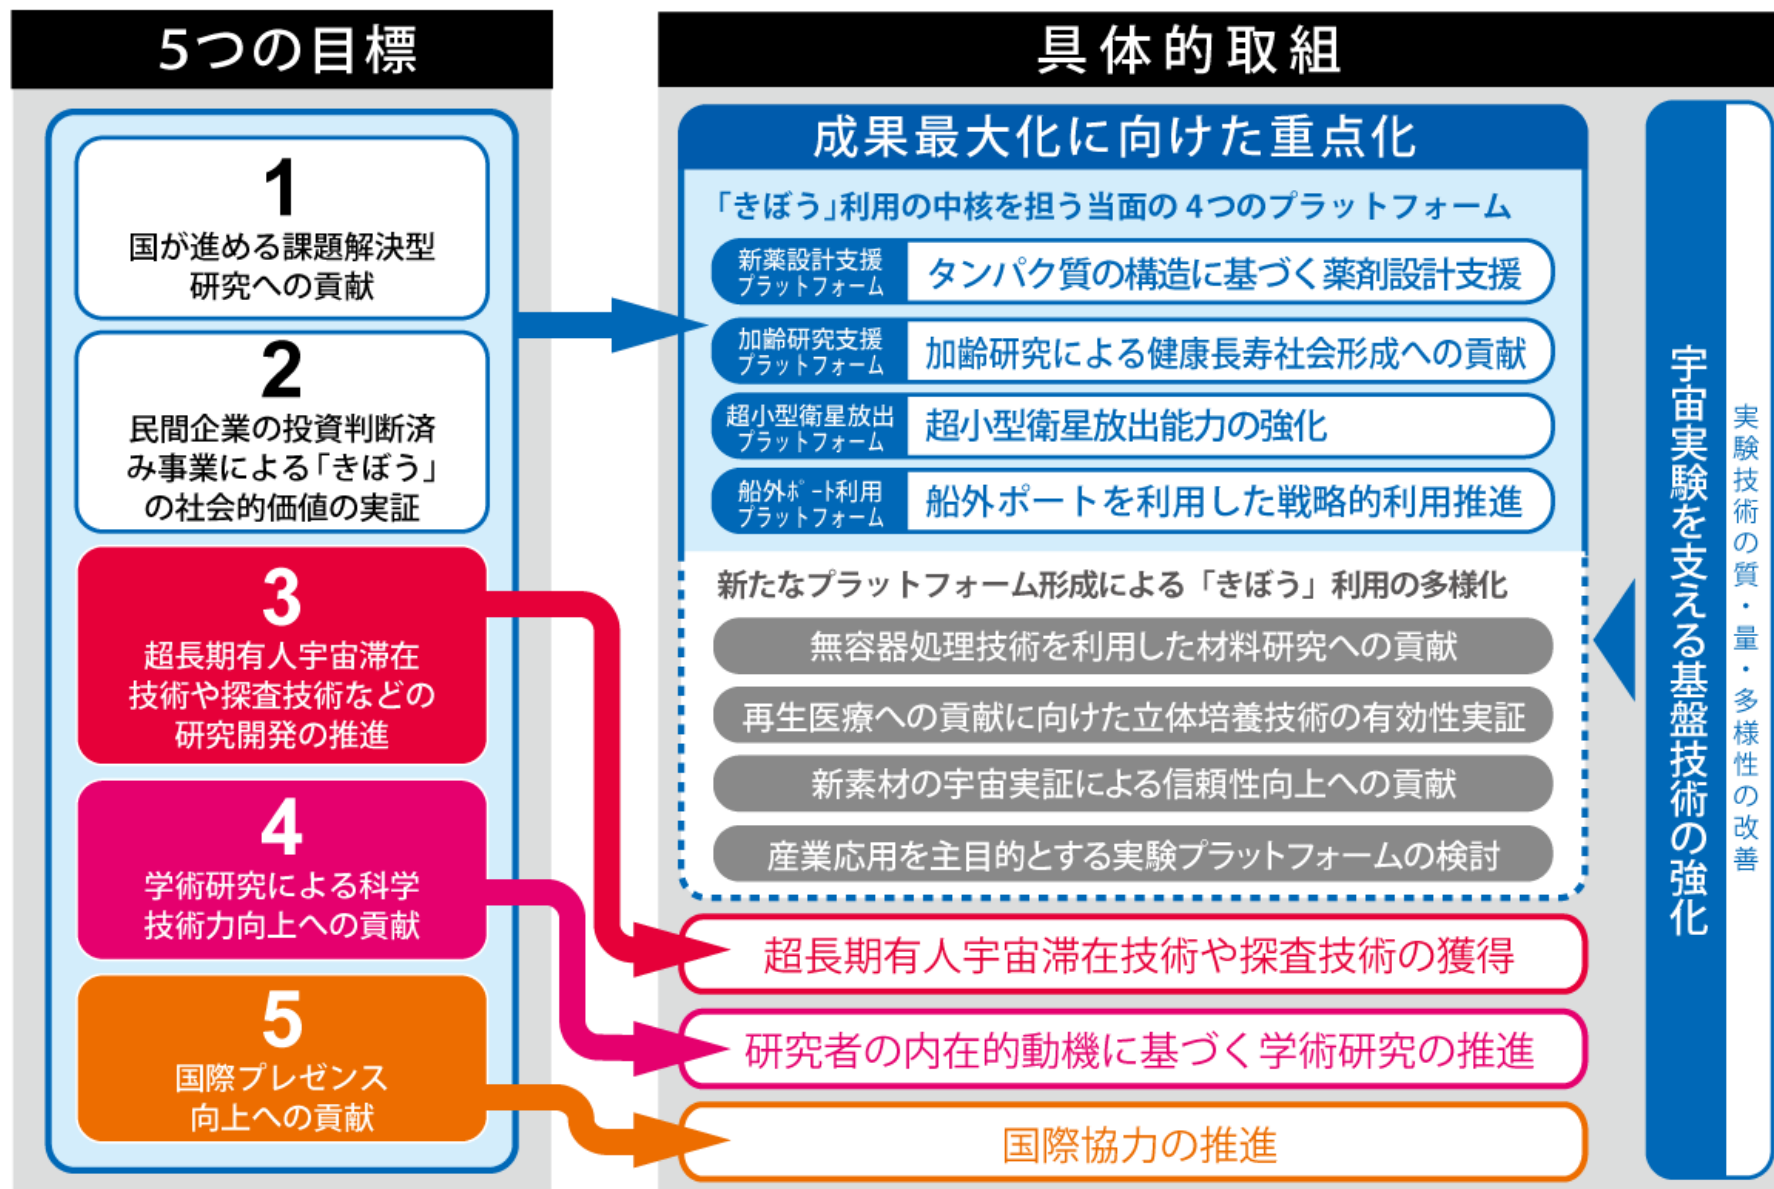 5つの目標
1
国が進める課題解決型
研究への貢献
2
民間企業の投資判断済
み事業による「きぼう」
の社会的価値の実証
3
超長期有人宇宙滞在
技術や探査技術などの
研究開発の推進
4
学術研究による科学
技術力向上への貢献
5
国際プレゼンス
向上への貢献
具体的取組
成果最大化に向けた重点化
「きぼう」利用の中核を担う当面の4つのプラットフォーム
新薬設計支援
プラットフォーム
タンパク質の構造に基づく薬剤設計支援
加齢研究支援
プラットフォーム
加齢研究による健康長寿社会形成への貢献
超小型衛星放出
プラットフォーム
超小型衛星放出能力の強化
船外ポート利用
プラットフォーム
船外ポートを利用した戦略的利用推進
新たなプラットフォーム形成による「きぼう」利用の多様化
無容器処理技術を利用した材料研究への貢献
再生医療への貢献に向けた立体培養技術の有効性実証
新素材の宇宙実証による信頼性向上への貢献
産業応用を主目的とする実験プラットフォームの検討
超長期有人宇宙滞在技術や探査技術の獲得
研究者の内在的動機に基づく学術研究の推進
国際協力の推進
宇宙実験を支える基盤技術の強化
実験技術の質・量・多様性の改善